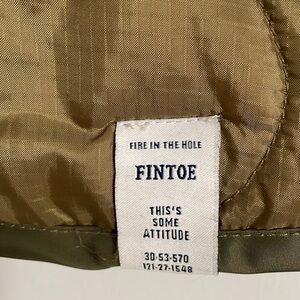 FIRE IN THE HOLE
FINTOE
THIS'S
SOME
ATTITUDE
30-53-570
121-27-1548